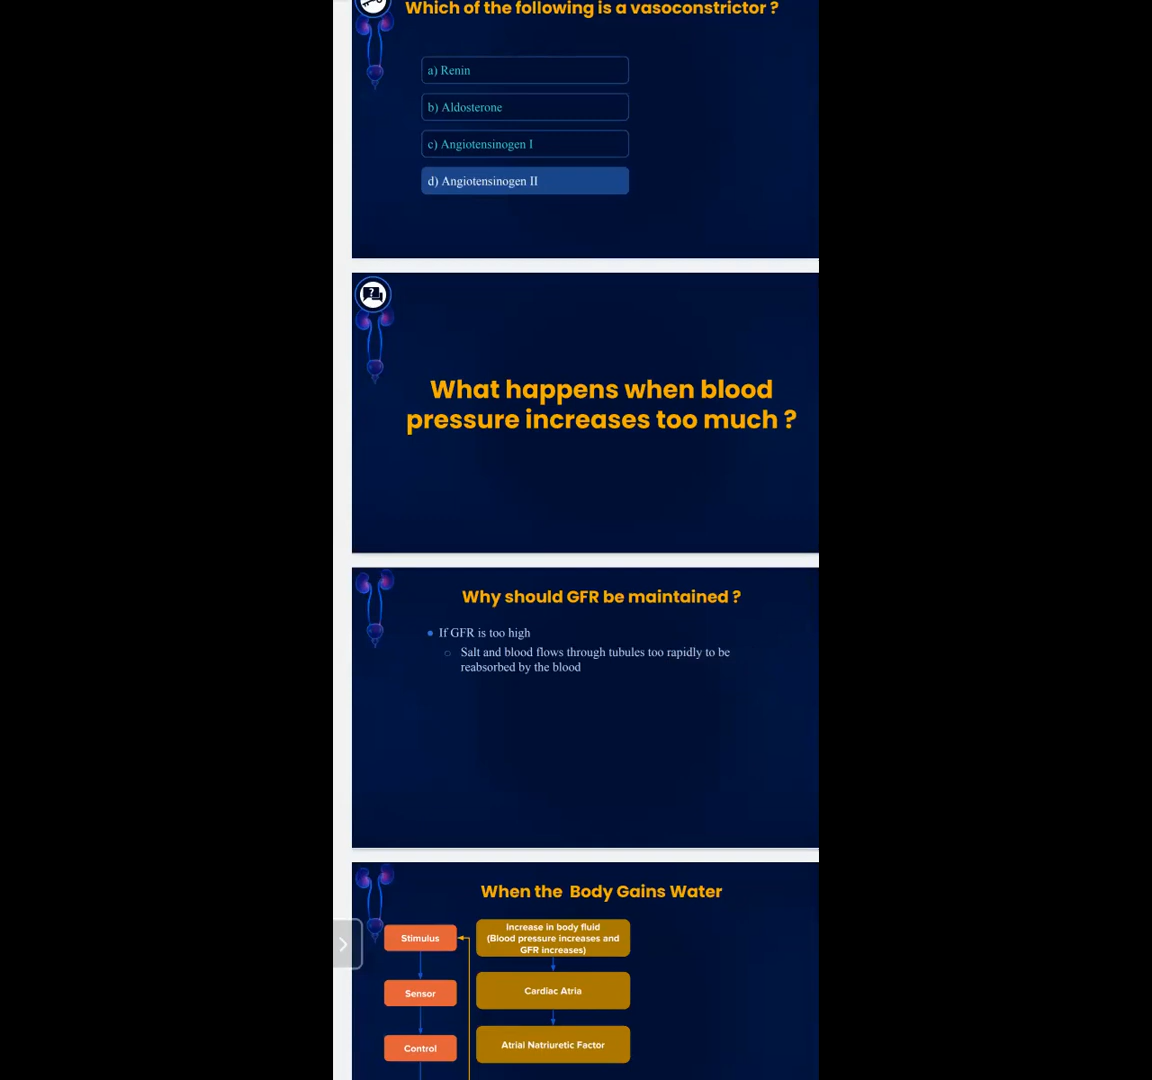 Which of the following is a vasoconstrictor ?
a) Renin
b) Aldosterone
c) Angiotensinogen I
d) Angiotensinogen II
?
What happens when blood
pressure increases too much ?
Why should GFR be maintained ?
If GFR is too high
Salt and blood flows through tubules too rapidly to be
reabsorbed by the blood
When the Body Gains Water
Stimulus
Increase in body fluid
(Blood pressure increases and
GFR increases)
Sensor
Cardiac Atria
Control
Atrial Natriuretic Factor